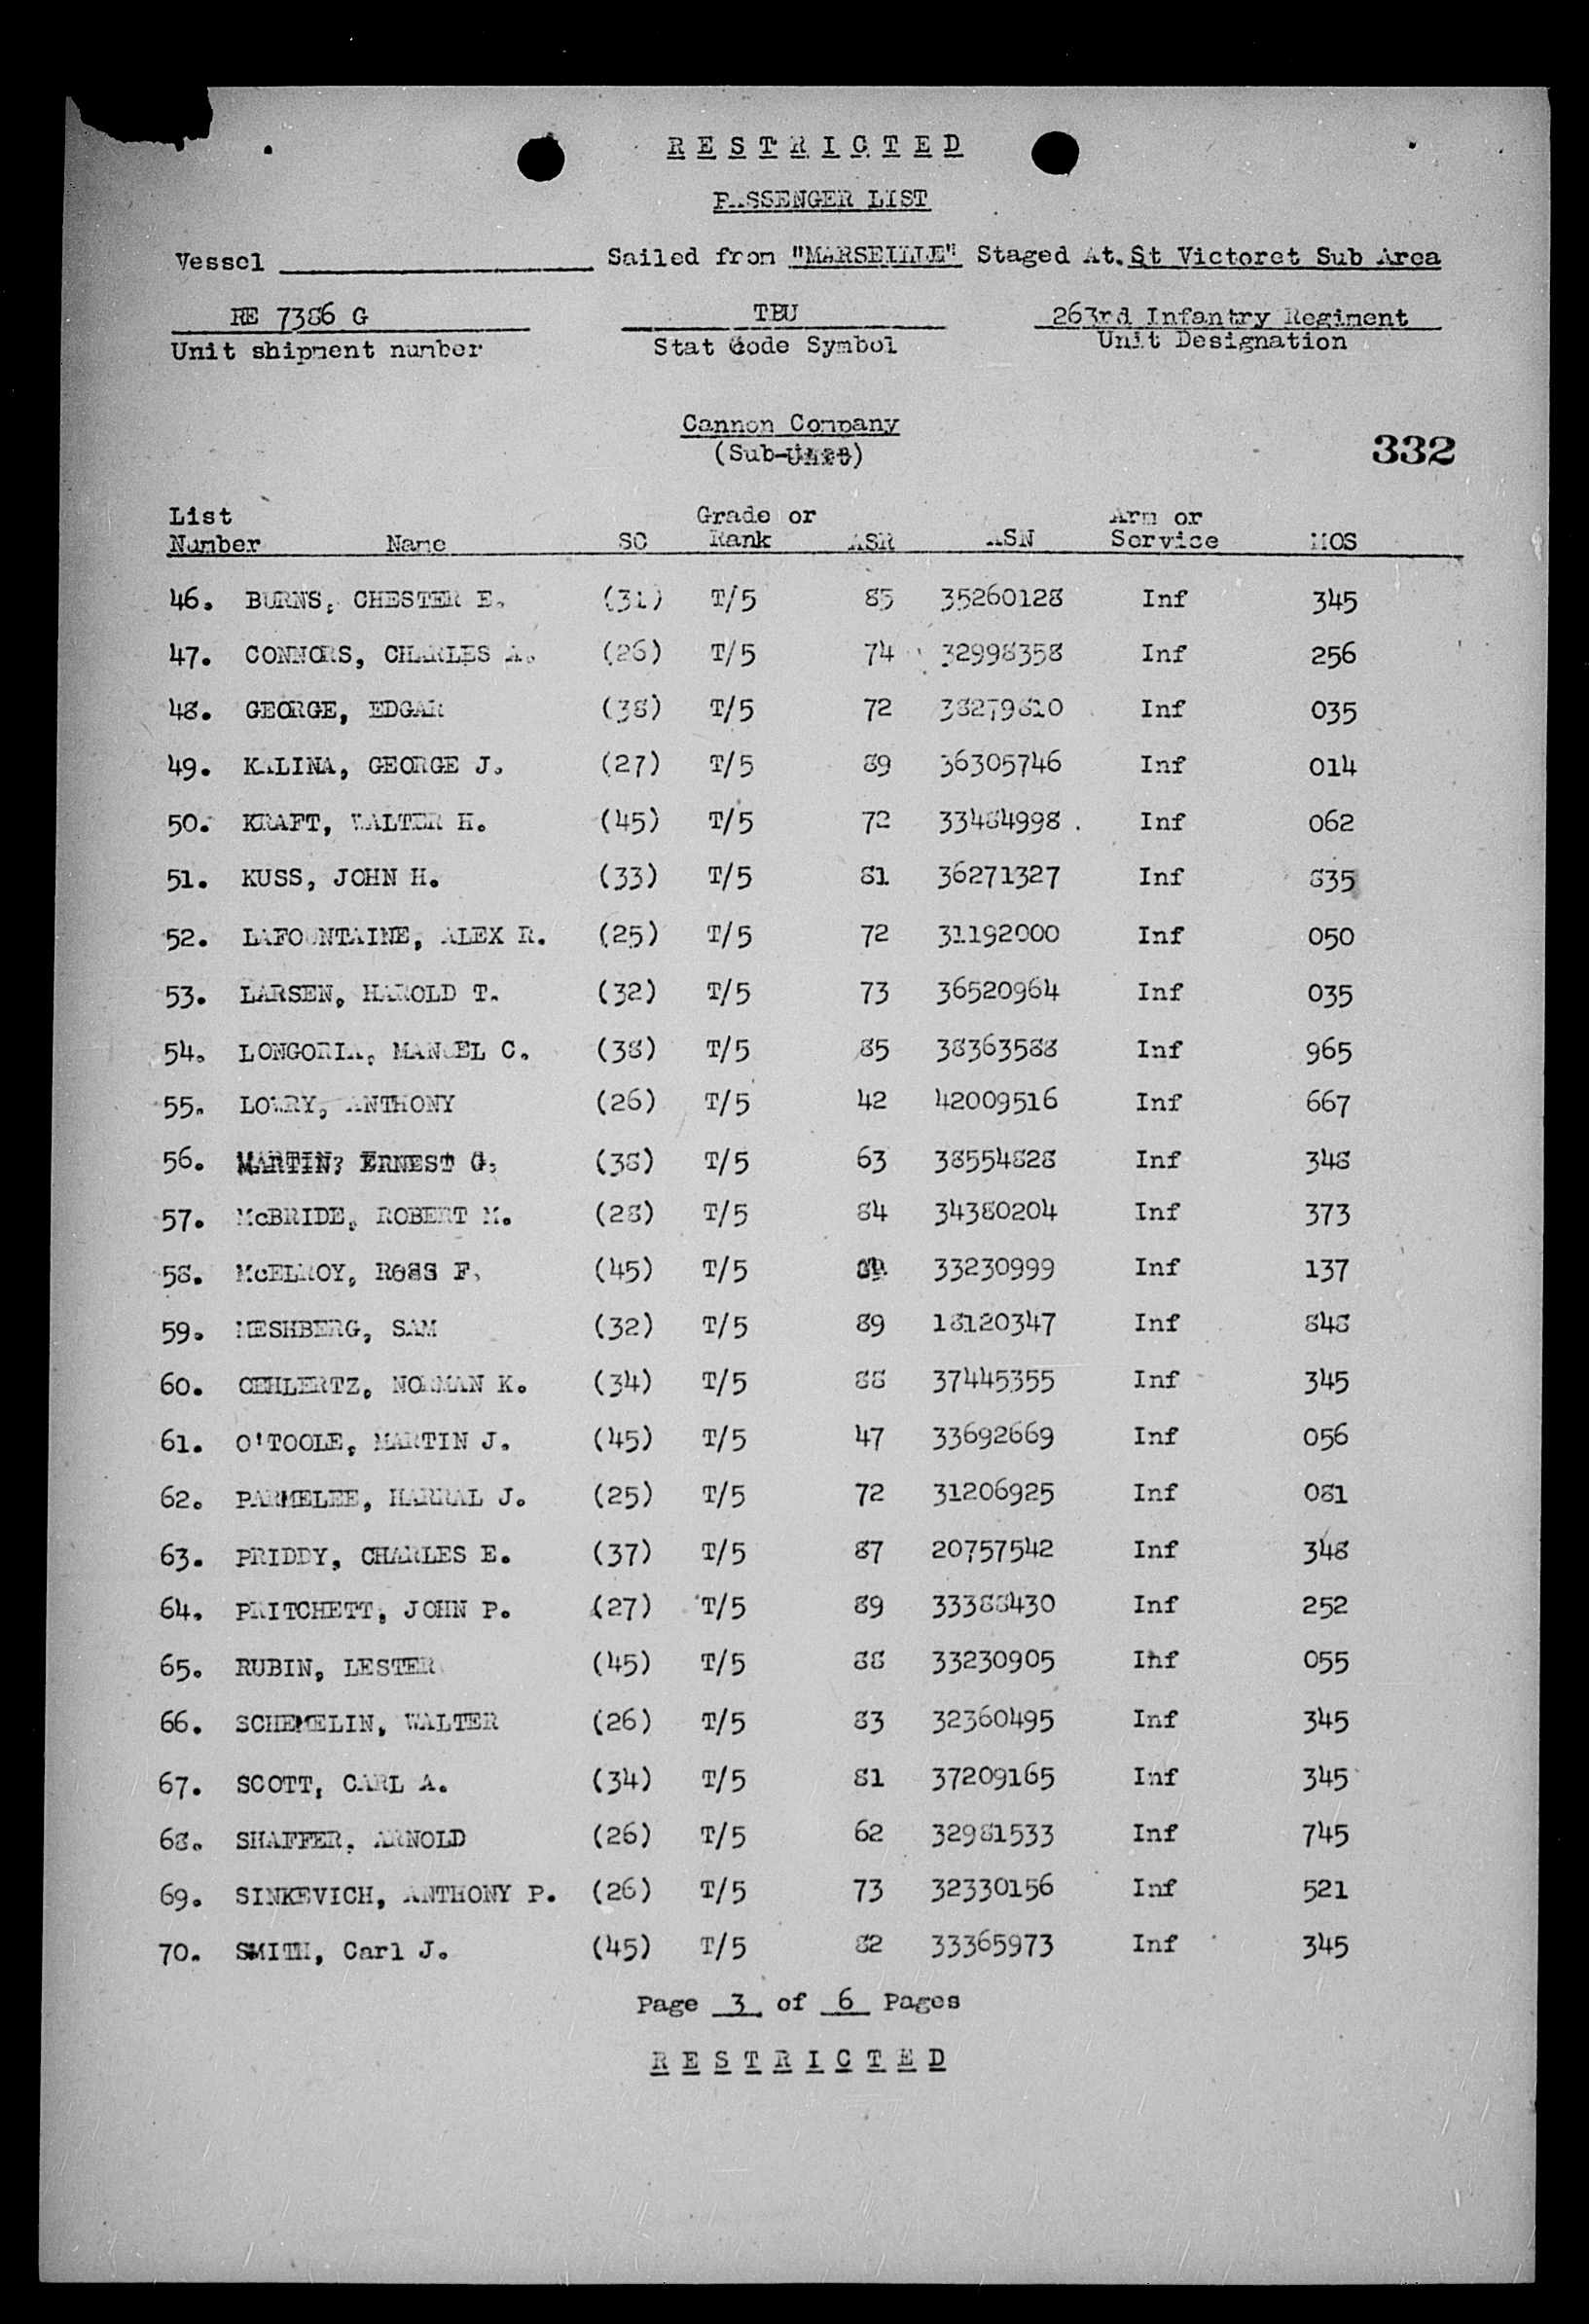 RESTRICTED
PASSENGER LIST
Vessel Sailed from "MARSEILLE" Staged At. St Victoret Sub Area
RE 7386 G TBU 263rd Infantry Regiment
Unit shipment number Stat Code Symbol Unit Designation
Cannon Company
(Sub-Unit)
332
List Grade or Arm or
Number Name SC Rank ASR ASN Service MOS
46. BURNS, CHESTER E. (31) T/5 85 35260128 Inf 345
47. CONNORS, CHARLES A. (26) T/5 74 32998358 Inf 256
48. GEORGE, EDGAR (38) T/5 72 38279810 Inf 035
49. KALINA, GEORGE J. (27) T/5 89 36305746 Inf 014
50. KRAFT, WALTER H. (45) T/5 72 33484998 Inf 062
51. KUSS, JOHN H. (33) T/5 81 36271327 Inf 835
52. LAFOUNTAINE, ALEX R. (25) T/5 72 31192000 Inf 050
53. LARSEN, HAROLD T. (32) T/5 73 36520964 Inf 035
54. LONGORIA, MANUEL C. (38) T/5 85 38363588 Inf 965
55. LOWRY, ANTHONY (26) T/5 42 42009516 Inf 667
56. MARTIN, ERNEST G. (38) T/5 63 38554828 Inf 348
57. McBRIDE, ROBERT M. (28) T/5 84 34380204 Inf 373
58. McELROY, ROSS F. (45) T/5 33230999 Inf 137
59. MESHBERG, SAM (32) T/5 89 18120347 Inf 848
60. OEHLERTZ, NORMAN K. (34) T/5 88 37445355 Inf 345
61. O'TOOLE, MARTIN J. (45) T/5 47 33692669 Inf 056
62. PARMELEE, HARRAL J. (25) T/5 72 31206925 Inf 081
63. PRIDDY, CHARLES E. (37) T/5 87 20757542 Inf 348
64. PRITCHETT, JOHN P. (27) T/5 89 33388430 Inf 252
65. RUBIN, LESTER (45) T/5 88 33230905 Inf 055
66. SCHEMELIN, WALTER (26) T/5 83 32360495 Inf 345
67. SCOTT, CARL A. (34) T/5 81 37209165 Inf 345
68. SHAFFER, ARNOLD (26) T/5 62 32981533 Inf 745
69. SINKEVICH, ANTHONY P. (26) T/5 73 32330156 Inf 521
70. SMITH, Carl J. (45) T/5 82 33365973 Inf 345
Page 3 of 6 Pages
RESTRICTED